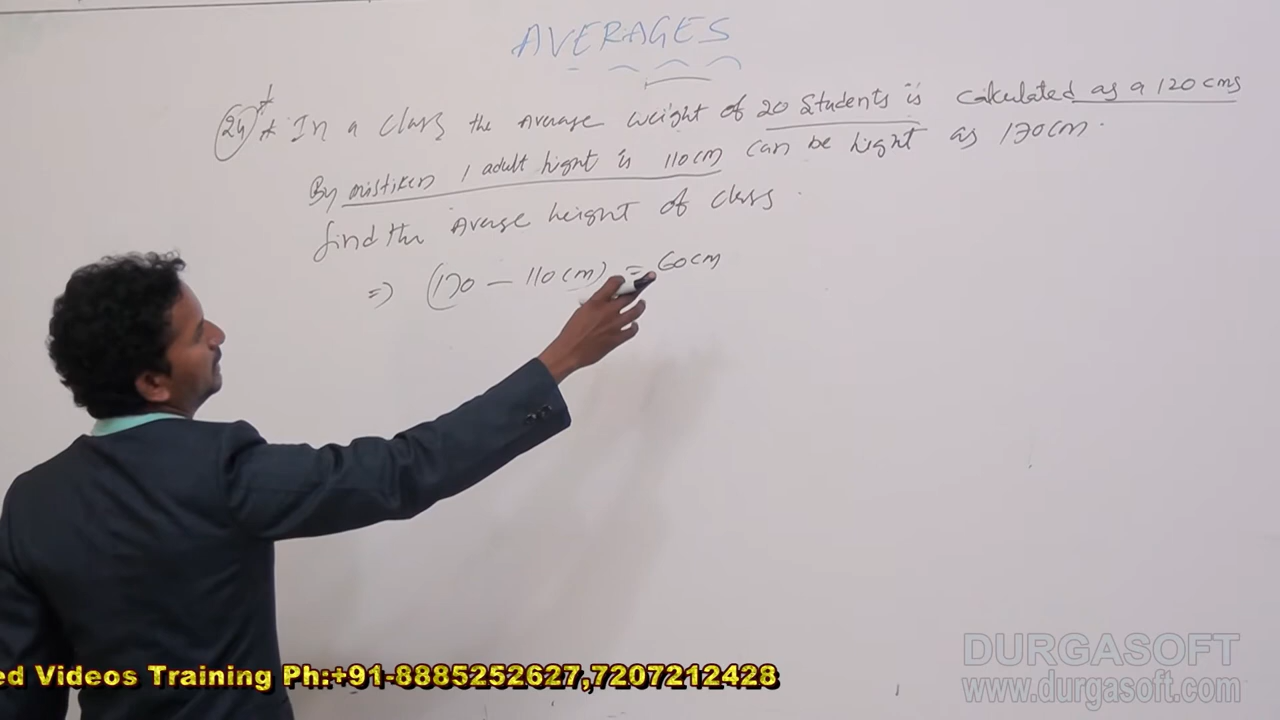 AVERAGES
(24) * In a class the average weight of 20 students is calculated as a 120 cms
By mistiken 1 adult hight is 110cm can be hight as 170cm.
find the average height of class
=> (170 - 110cm) = 60cm
ed Videos Training Ph:+91-8885252627,7207212428
DURGASOFT
www.durgasoft.com